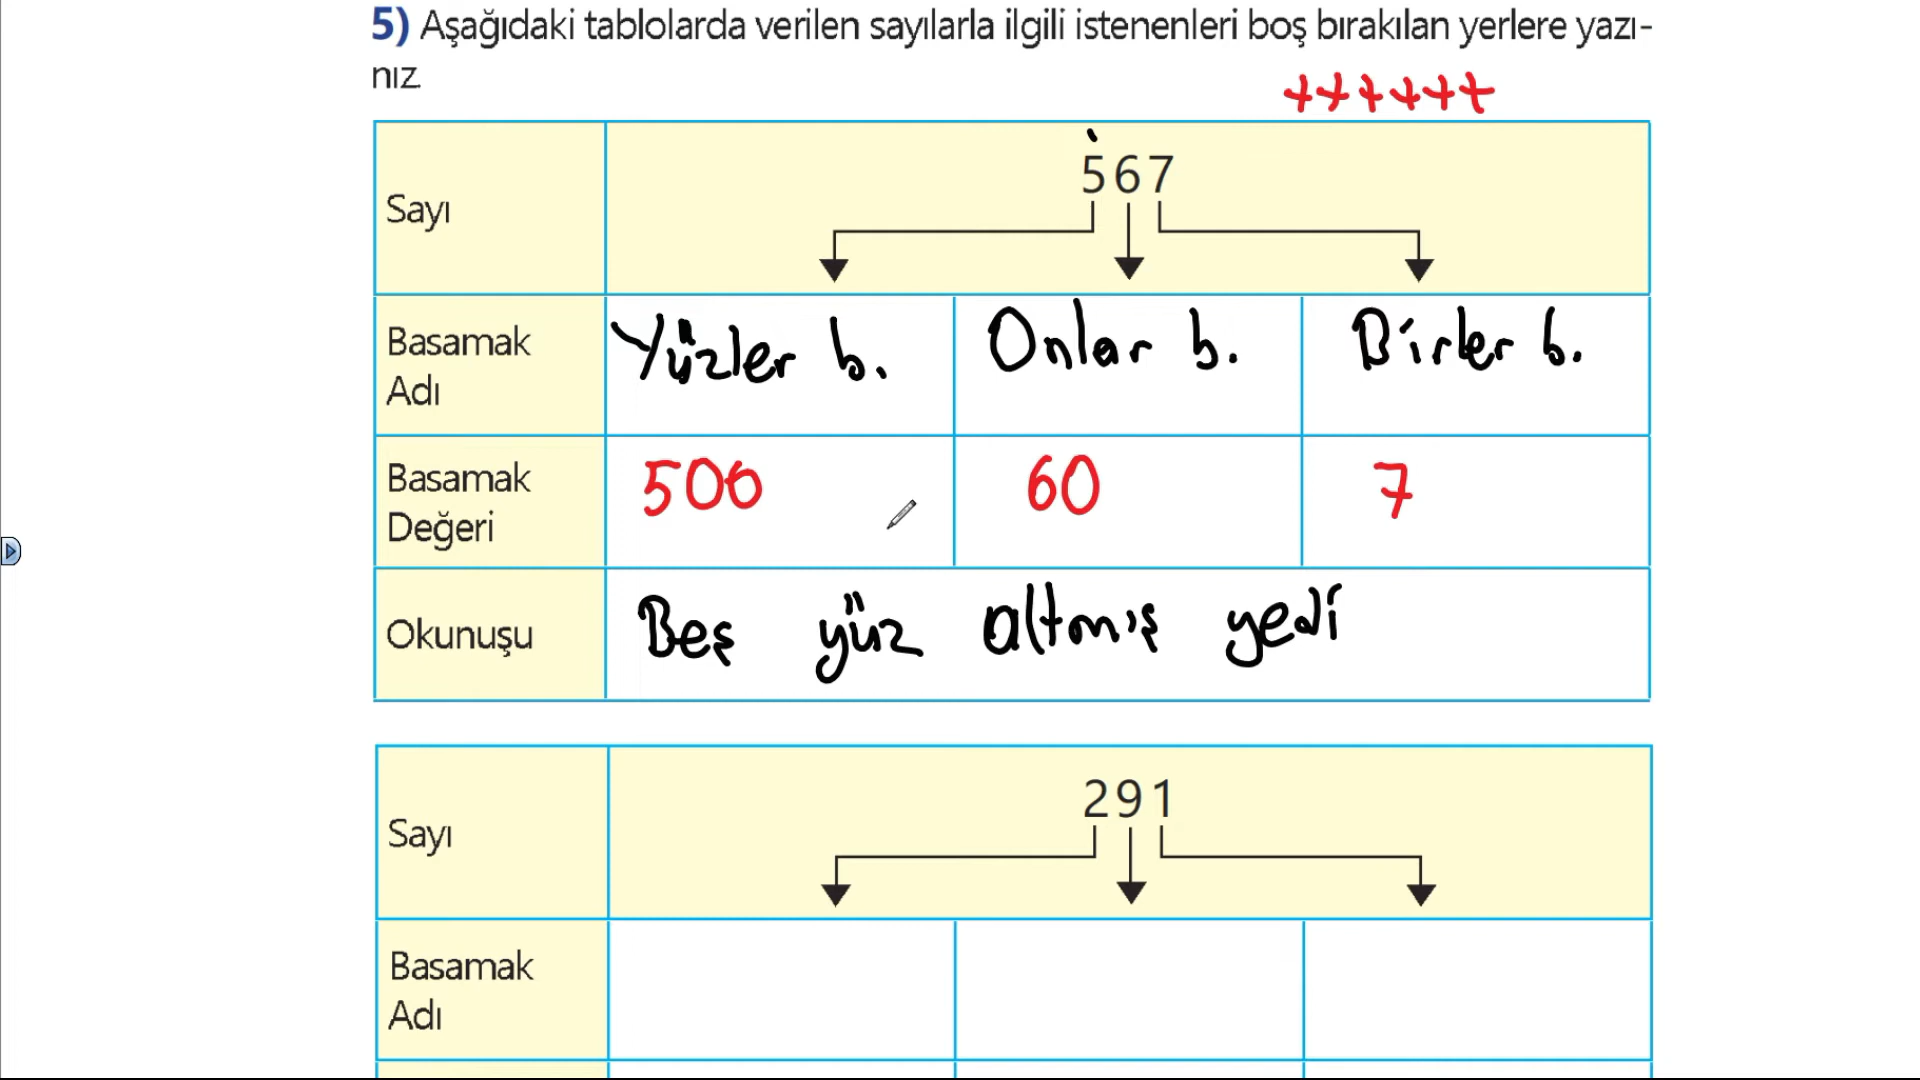 5) Aşağıdaki tablolarda verilen sayılarla ilgili istenenleri boş bırakılan yerlere yazı-
nız.
++++++
Sayı
567
Basamak
Adı
Yüzler b.
Onlar b.
Birler b.
Basamak
Değeri
500
60
7
Okunuşu
Beş yüz altmış yedi
Sayı
291
Basamak
Adı